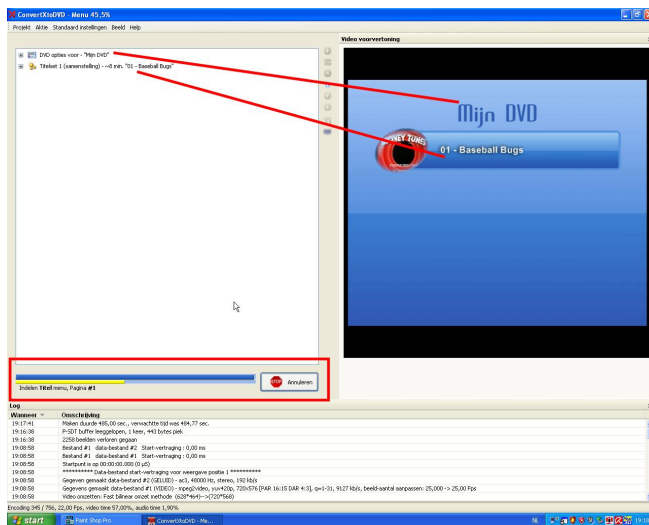 ConvertXtoDVD - Menu 45,5%
Projekt Aktie Standaard instellingen Beeld Help
Video voorvertoning
DVD opties voor - "Mijn DVD"
Titelset 1 (samenstelling) - ~8 min. "01 - Baseball Bugs"
Mijn DVD
LOONEY TUNES
01 - Baseball Bugs
STOP
Annuleren
Indelen Titel menu, Pagina #1
Log
Wanneer Omschrijving
19:17:41 Maken duurde 485,00 sec., verwachtte tijd was 484,77 sec.
19:16:38 P-SDT buffer leeggelopen, 1 keer, 443 bytes piek
19:16:38 2258 beelden verloren gegaan
19:08:58 Bestand #1 data-bestand #2 Start-vertraging : 0,00 ms
19:08:58 Bestand #1 data-bestand #1 Start-vertraging : 0,00 ms
19:08:58 Startpunt is op 00:00:00.000 (0 µS)
19:08:58 ********** Data-bestand start-vertraging voor weergave positie 1 **********
19:08:58 Gegeven gemaakt data-bestand #2 (GELUID) - ac3, 48000 Hz, stereo, 192 kb/s
19:08:58 Gegevens gemaakt data-bestand #1 (VIDEO) - mpeg2video, yuv420p, 720x576 [PAR 16:15 DAR 4:3], q=1-31, 9127 kb/s, beeld-aantal aanpassen: 25,000 -> 25,00 Fps
19:08:58 Video omzetten: Fast bilinear omzet methode (628*464)-->(720*568)
Encoding 345 / 756, 22,00 Fps, video time 57,00%, audio time 1,90%
start
Paint Shop Pro
ConvertXtoDVD - Me...
NL